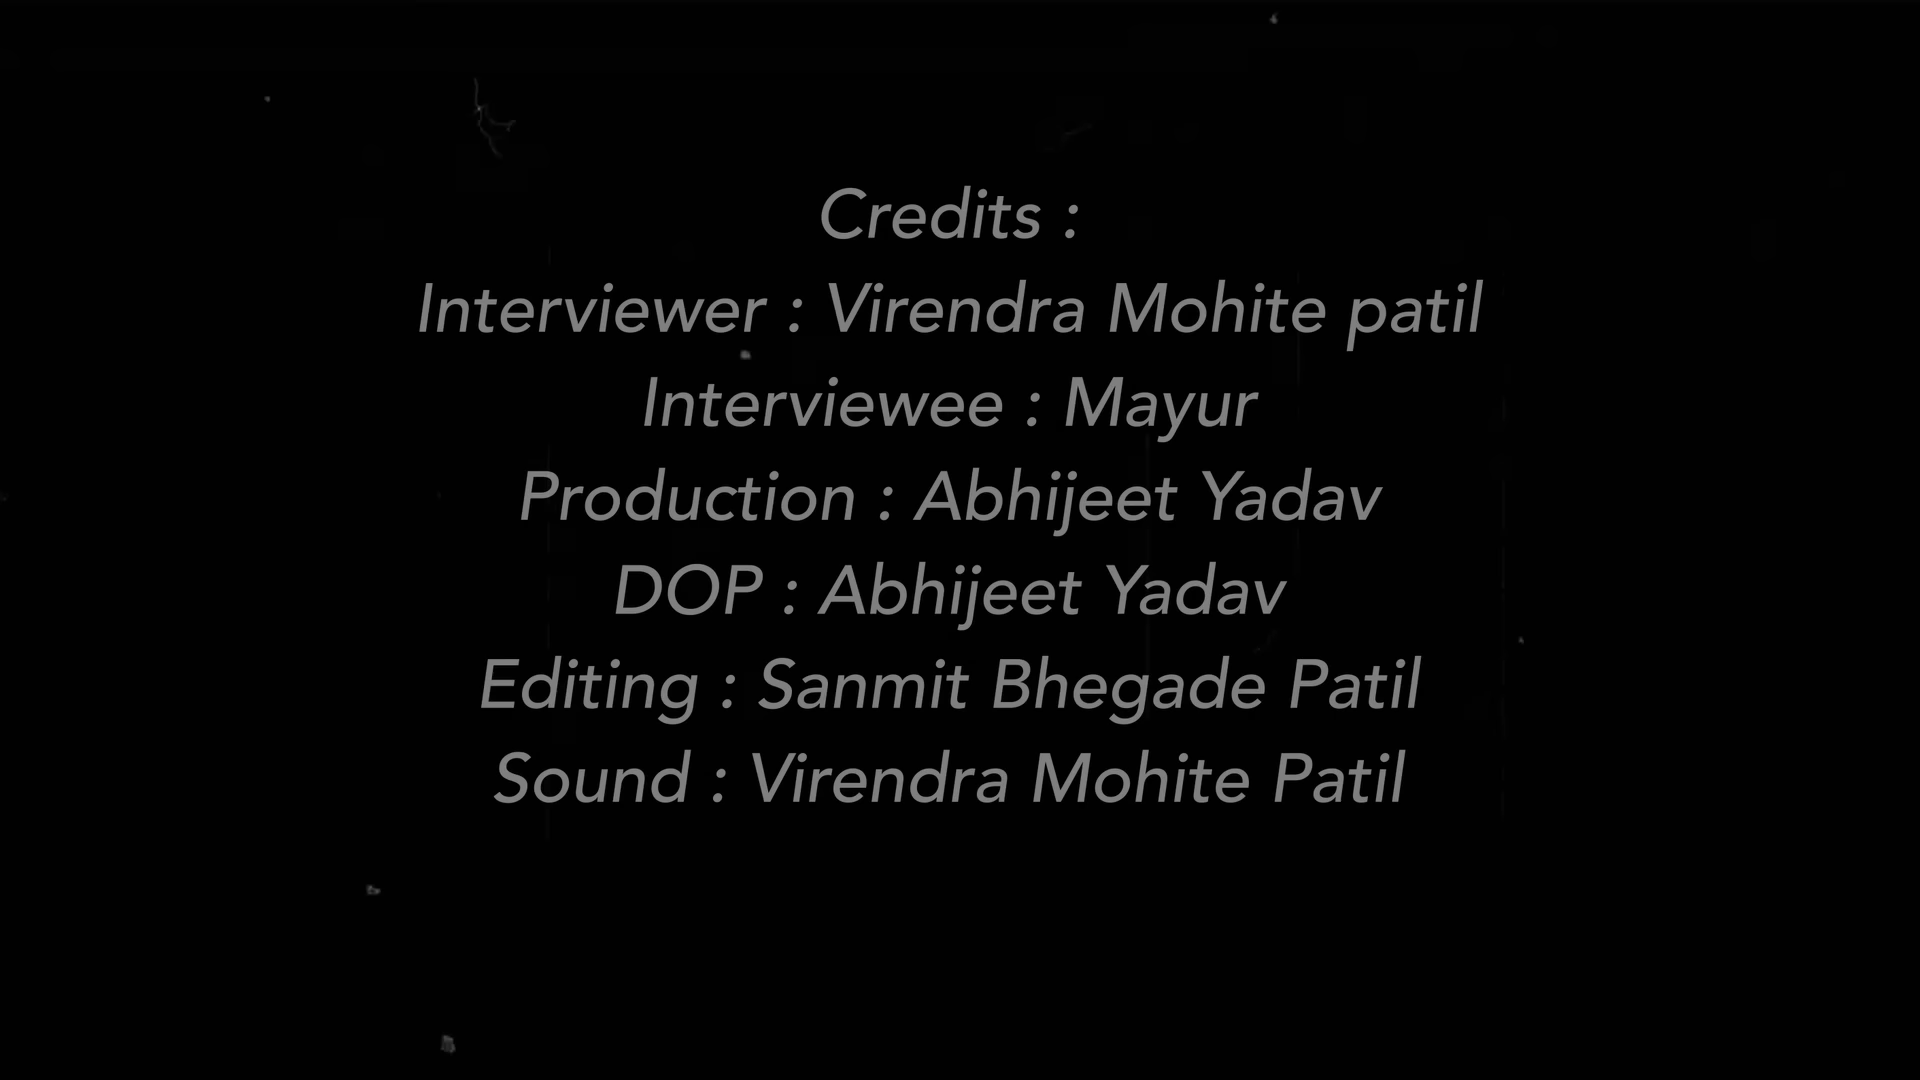 Credits :
Interviewer : Virendra Mohite patil
Interviewee : Mayur
Production : Abhijeet Yadav
DOP : Abhijeet Yadav
Editing : Sanmit Bhegade Patil
Sound : Virendra Mohite Patil